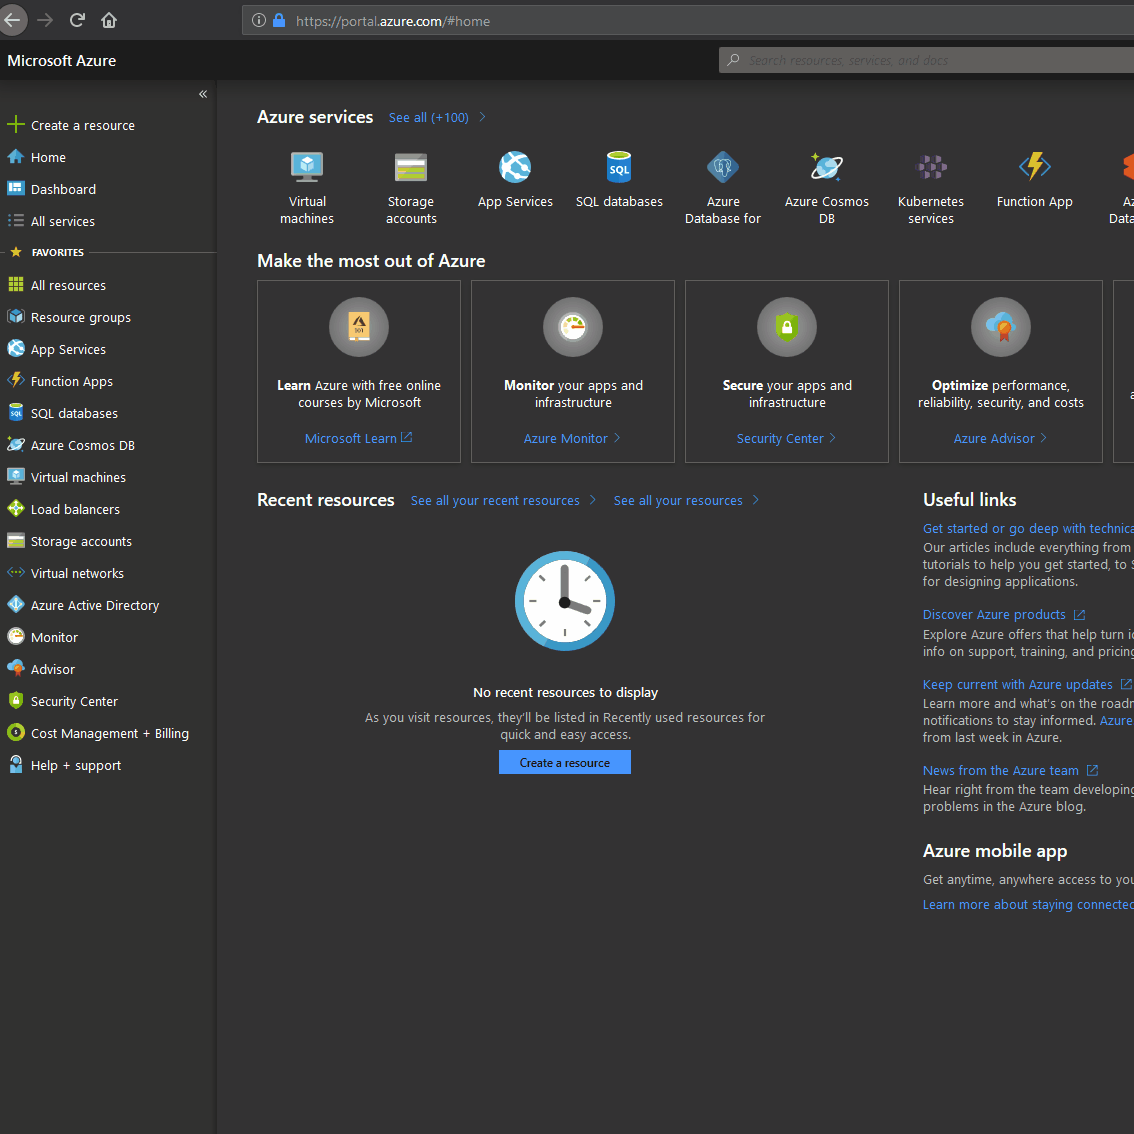 https://portal.azure.com/#home
Microsoft Azure
Search resources, services, and docs
«
Create a resource
Home
Dashboard
All services
FAVORITES
All resources
Resource groups
App Services
Function Apps
SQL databases
Azure Cosmos DB
Virtual machines
Load balancers
Storage accounts
Virtual networks
Azure Active Directory
Monitor
Advisor
Security Center
Cost Management + Billing
Help + support
Azure services See all (+100)
Virtual
machines
Storage
accounts
App Services
SQL
SQL databases
Azure
Database for
Azure Cosmos
DB
Kubernetes
services
Function App
Make the most out of Azure
101
Learn Azure with free online
courses by Microsoft
Microsoft Learn
Monitor your apps and
infrastructure
Azure Monitor
Secure your apps and
infrastructure
Security Center
Optimize performance,
reliability, security, and costs
Azure Advisor
Recent resources See all your recent resources See all your resources
No recent resources to display
As you visit resources, they'll be listed in Recently used resources for
quick and easy access.
Create a resource
Useful links
Get started or go deep with technica
Our articles include everything from
tutorials to help you get started, to
for designing applications.
Discover Azure products
Explore Azure offers that help turn
info on support, training, and pricing
Keep current with Azure updates
Learn more and what's on the roadm
notifications to stay informed. Azure
from last week in Azure.
News from the Azure team
Hear right from the team developing
problems in the Azure blog.
Azure mobile app
Get anytime, anywhere access to you
Learn more about staying connected